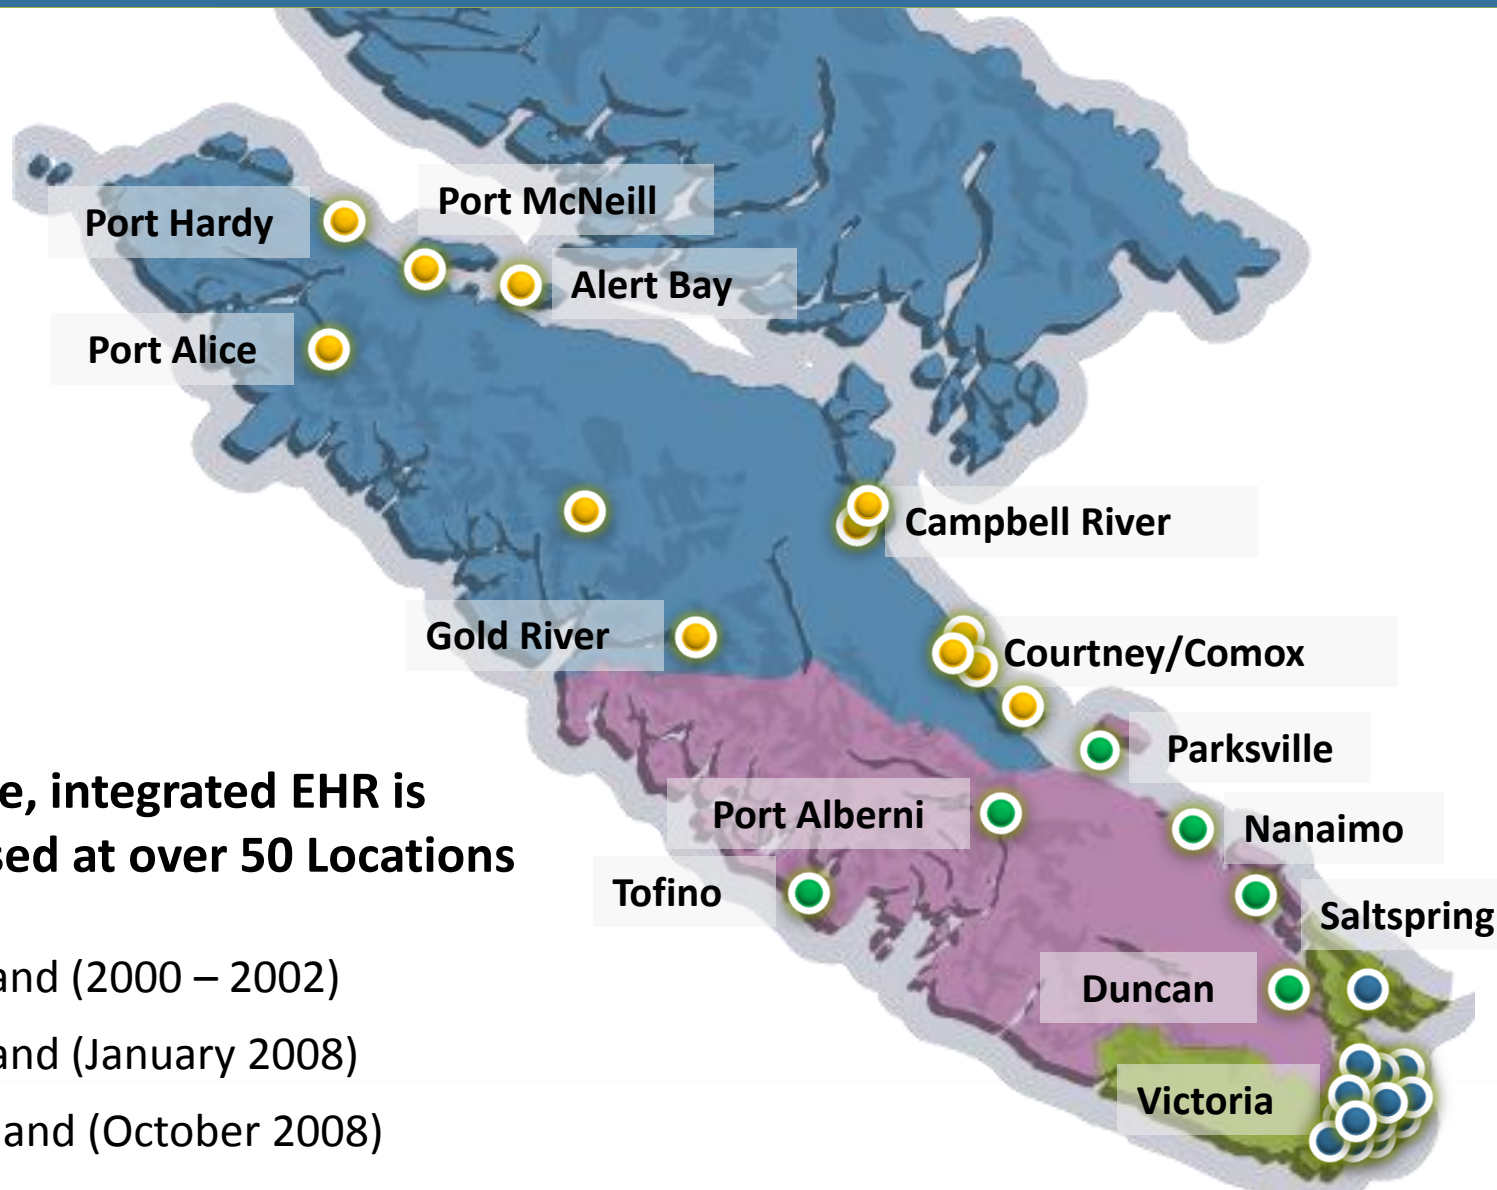 Port McNeill
Port Hardy
Alert Bay
Port Alice
Campbell River
Gold River
Courtney/Comox
Parksville
e, integrated EHR is
Port Alberni
Nanaimo
sed at over 50 Locations
Tofino
Saltspring
and (2000 – 2002)
Duncan
and (January 2008)
Victoria
and (October 2008)